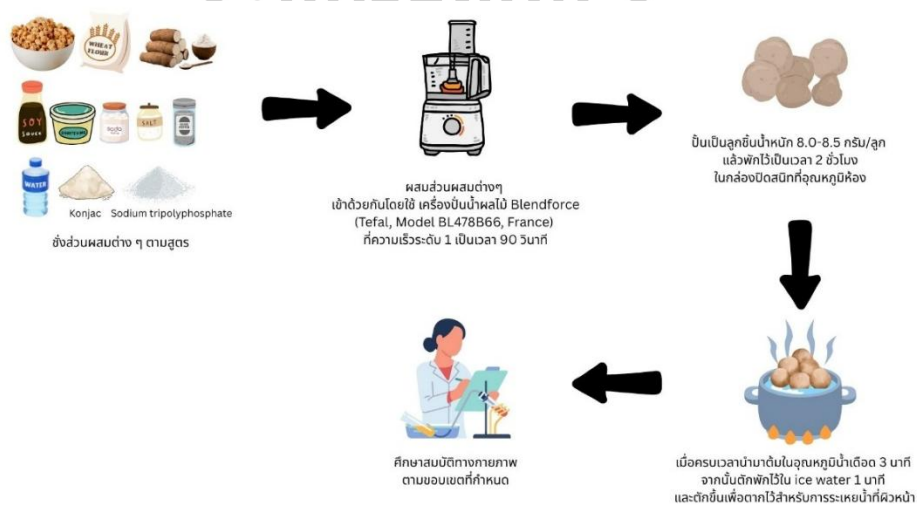 WHEAT
FLOUR
SOY
SAUCE
SODA
SALT
WATER
Konjac
Sodium tripolyphosphate
ชั่งส่วนผสมต่าง ๆ ตามสูตร
ผสมส่วนผสมต่างๆ
เข้าด้วยกันโดยใช้ เครื่องปั่นน้ำผลไม้ Blendforce
(Tefal, Model BL478B66, France)
ที่ความเร็วระดับ 1 เป็นเวลา 90 วินาที
ปั้นเป็นลูกชิ้นน้ำหนัก 8.0-8.5 กรัม/ลูก
แล้วพักไว้เป็นเวลา 2 ชั่วโมง
ในกล่องปิดสนิทที่อุณหภูมิห้อง
เมื่อครบเวลานำมาต้มในอุณหภูมิน้ำเดือด 3 นาที
จากนั้นตักพักไว้ใน ice water 1 นาที
และตักขึ้นเพื่อตากไว้สำหรับการระเหยน้ำที่ผิวหน้า
ศึกษาสมบัติทางกายภาพ
ตามขอบเขตที่กำหนด